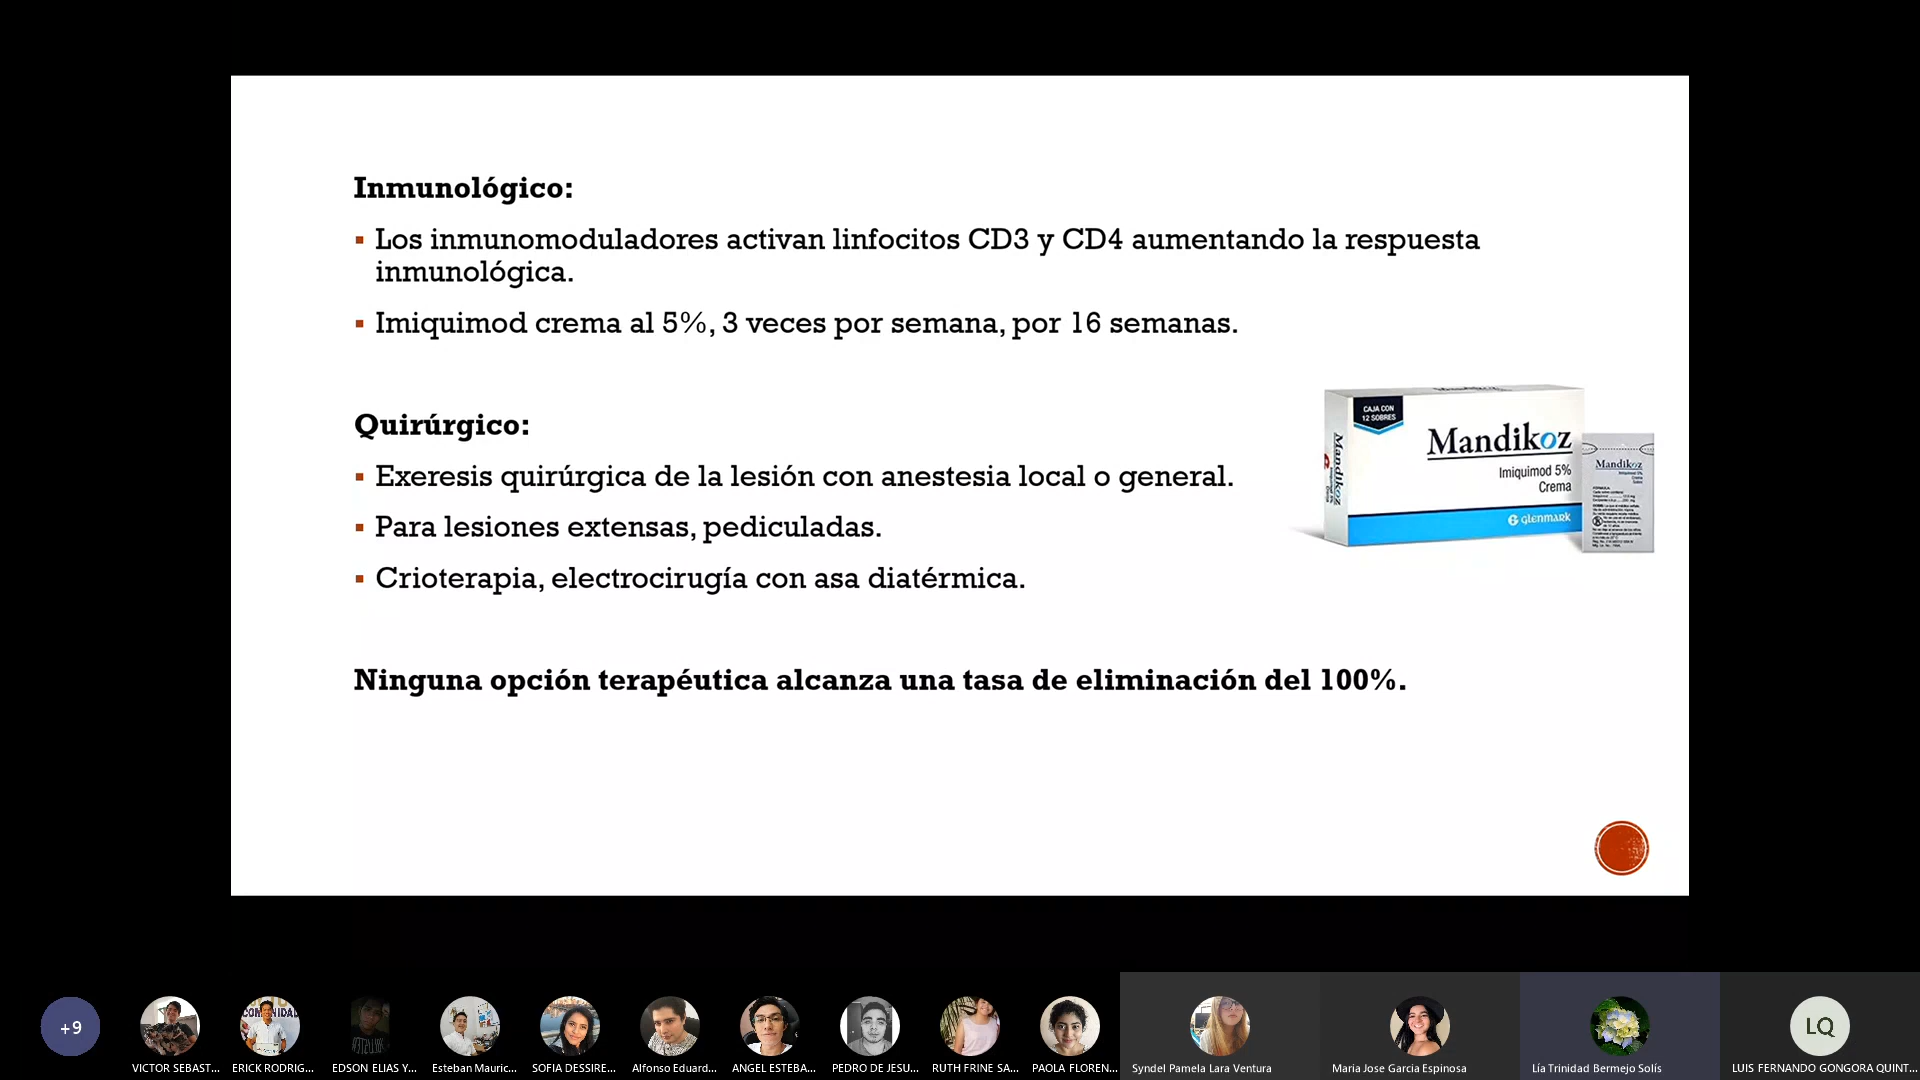 Inmunológico:
Los inmunomoduladores activan linfocitos CD3 y CD4 aumentando la respuesta
inmunológica.
Imiquimod crema al 5%, 3 veces por semana, por 16 semanas.
Quirúrgico:
Exeresis quirúrgica de la lesión con anestesia local o general.
Para lesiones extensas, pediculadas.
Crioterapia, electrocirugía con asa diatérmica.
Ninguna opción terapéutica alcanza una tasa de eliminación del 100%.
CAJA CON
12 SOBRES
Mandikoz
Imiquimod 5%
Crema
glenmark
Mandikoz
Mandikoz
COMUNIDAD
+9
LQ
VICTOR SEBAST...
ERICK RODRIG...
EDSON ELIAS Y...
Esteban Mauric...
SOFIA DESSIRE...
Alfonso Eduard...
ANGEL ESTEBA...
PEDRO DE JESU...
RUTH FRINE SA...
PAOLA FLOREN...
Syndel Pamela Lara Ventura
Maria Jose Garcia Espinosa
Lía Trinidad Bermejo Solís
LUIS FERNANDO GONGORA QUINT...